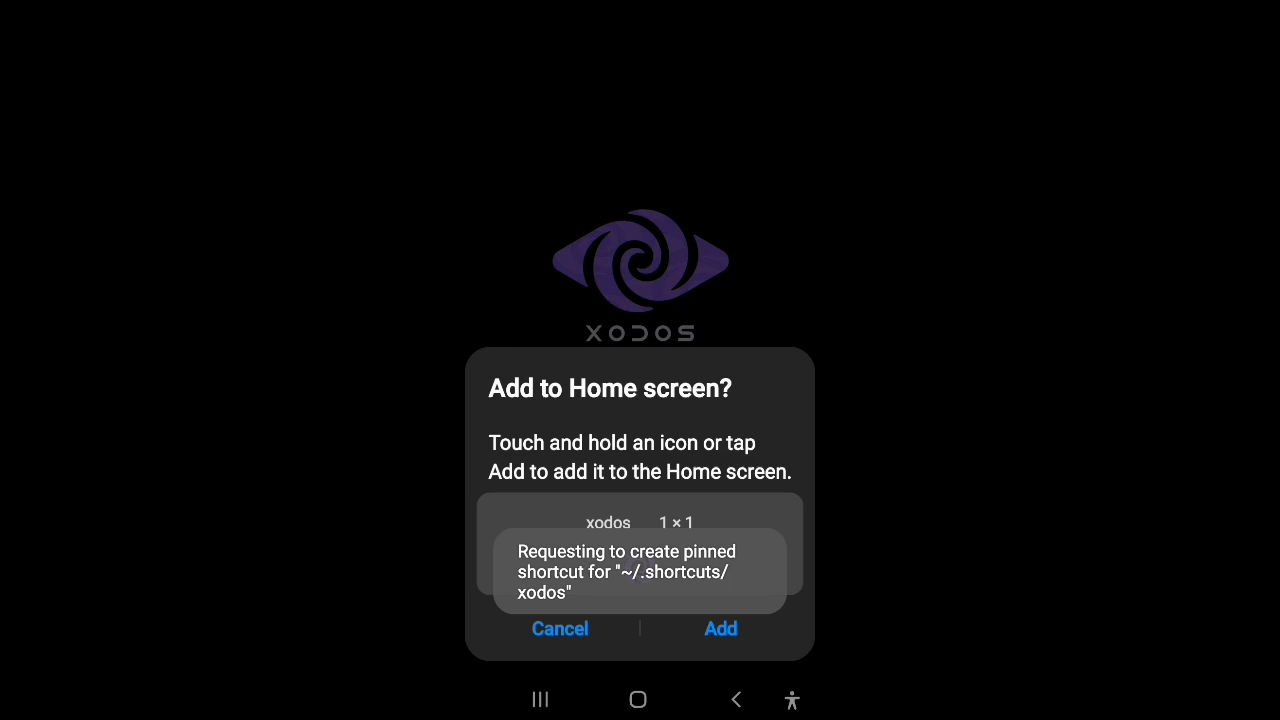 XODOS
Add to Home screen?
Touch and hold an icon or tap
Add to add it to the Home screen.
xodos 1 × 1
Requesting to create pinned
shortcut for "~/.shortcuts/
xodos"
Cancel | Add